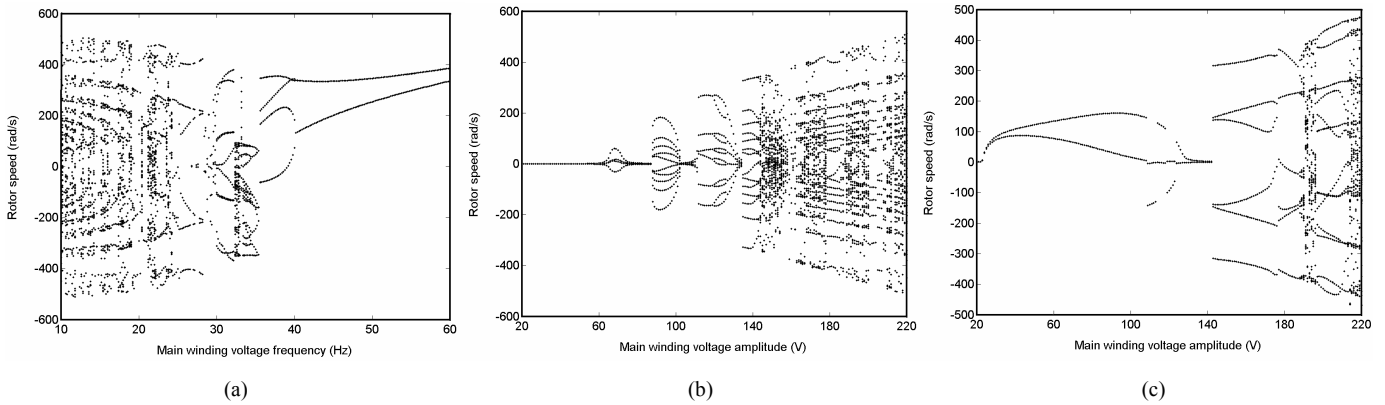 600
400
200
0
-200
-400
-600
10 20 30 40 50 60
Rotor speed (rad/s)
Main winding voltage frequency (Hz)
(a)
600
400
200
0
-200
-400
-600
20 60 100 140 180 220
Rotor speed (rad/s)
Main winding voltage amplitude (V)
(b)
500
400
300
200
100
0
-100
-200
-300
-400
-500
20 60 100 140 180 220
Rotor speed (rad/s)
Main winding voltage amplitude (V)
(c)